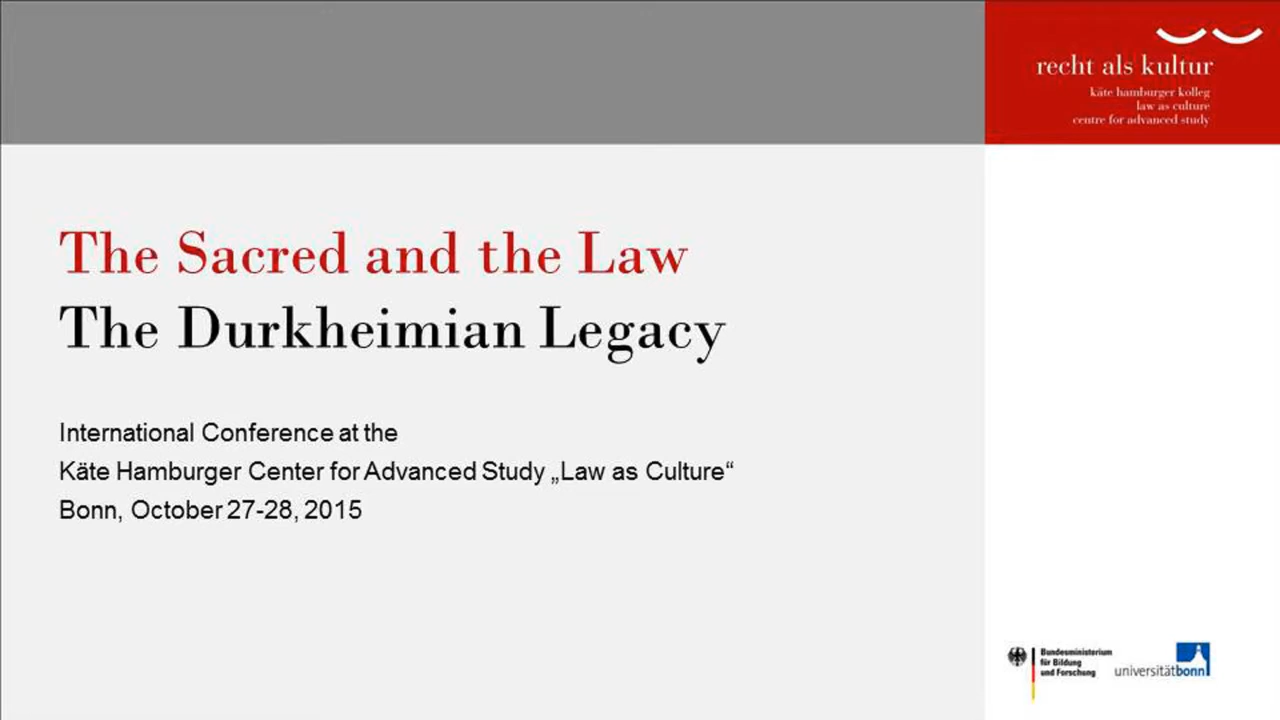 recht als kultur
käte hamburger kolleg
law as culture
centre for advanced study
The Sacred and the Law
The Durkheimian Legacy
International Conference at the
Käte Hamburger Center for Advanced Study „Law as Culture“
Bonn, October 27-28, 2015
Bundesministerium
für Bildung
und Forschung
universitätbonn